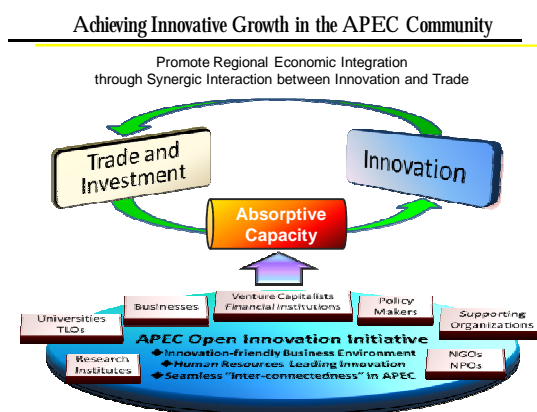 Achieving Innovative Growth in the APEC Community
Promote Regional Economic Integration
through Synergic Interaction between Innovation and Trade
Trade and
Investment
Innovation
Absorptive
Capacity
Universities
TLOs
Businesses
Venture Capitalists
Financial Institutions
Policy
Makers
Supporting
Organizations
APEC Open Innovation Initiative
◆Innovation-friendly Business Environment
◆Human Resources Leading Innovation
◆Seamless "Inter-connectedness" in APEC
Research
Institutes
NGOs
NPOs